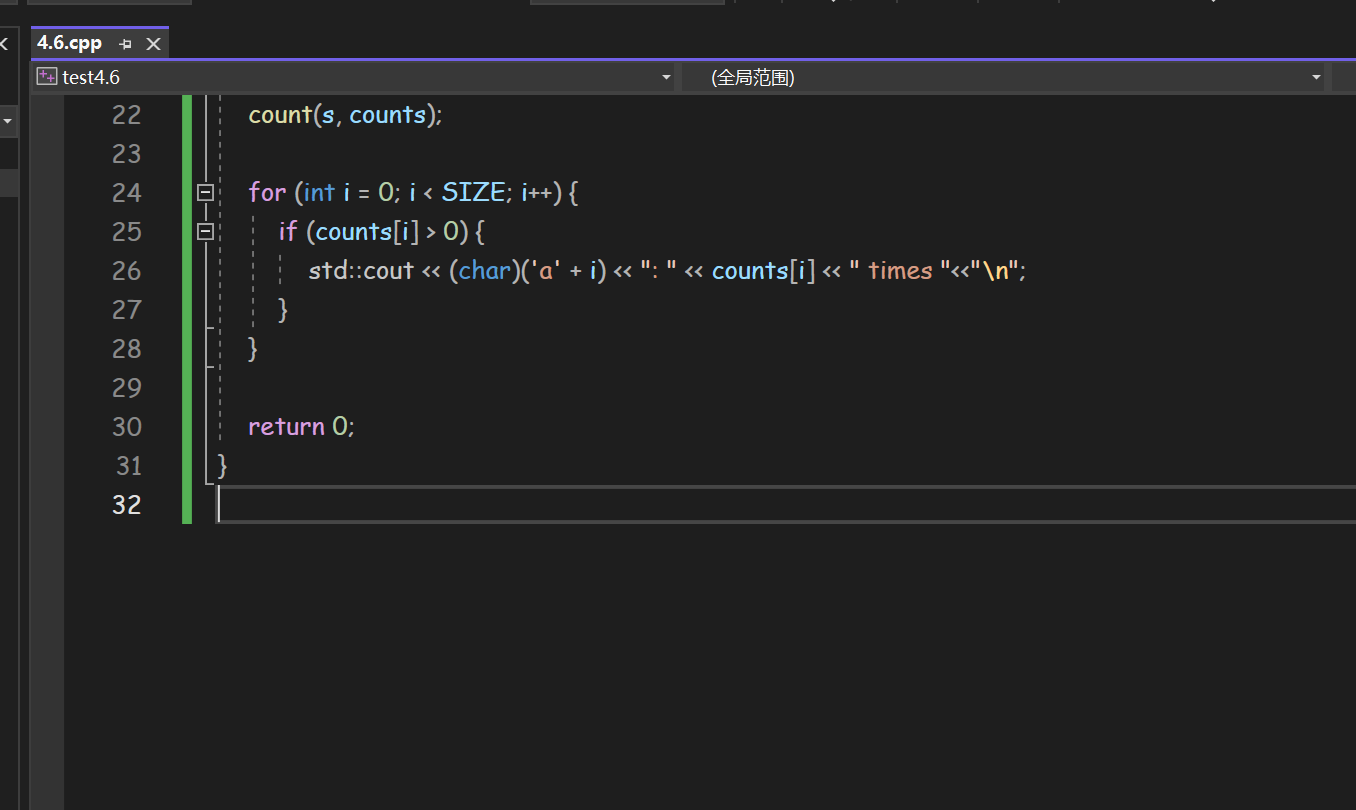 4.6.cpp
test4.6 (全局范围)
22 count(s, counts);
23
24 for (int i = 0; i < SIZE; i++) {
25 if (counts[i] > 0) {
26 std::cout << (char)('a' + i) << ": " << counts[i] << " times "<<"\n";
27 }
28 }
29
30 return 0;
31 }
32